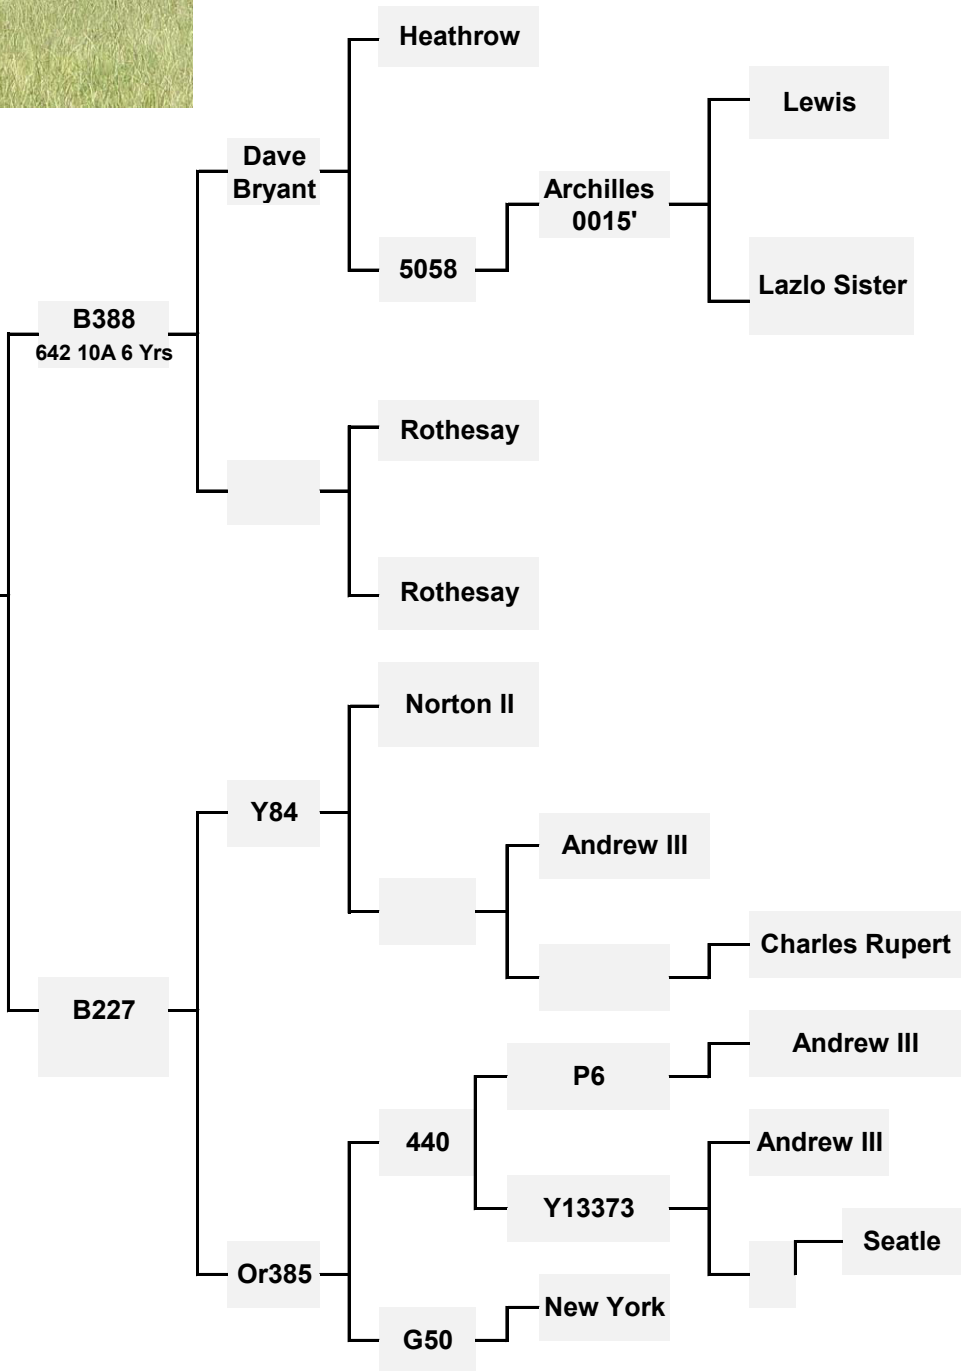 Heathrow
Lewis
Dave
Bryant
Archilles
0015'
5058
Lazlo Sister
B388
642 10A 6 Yrs
Rothesay
Rothesay
Norton II
Y84
Andrew III
Charles Rupert
B227
Andrew III
P6
440
Andrew III
Y13373
Seatle
Or385
New York
G50